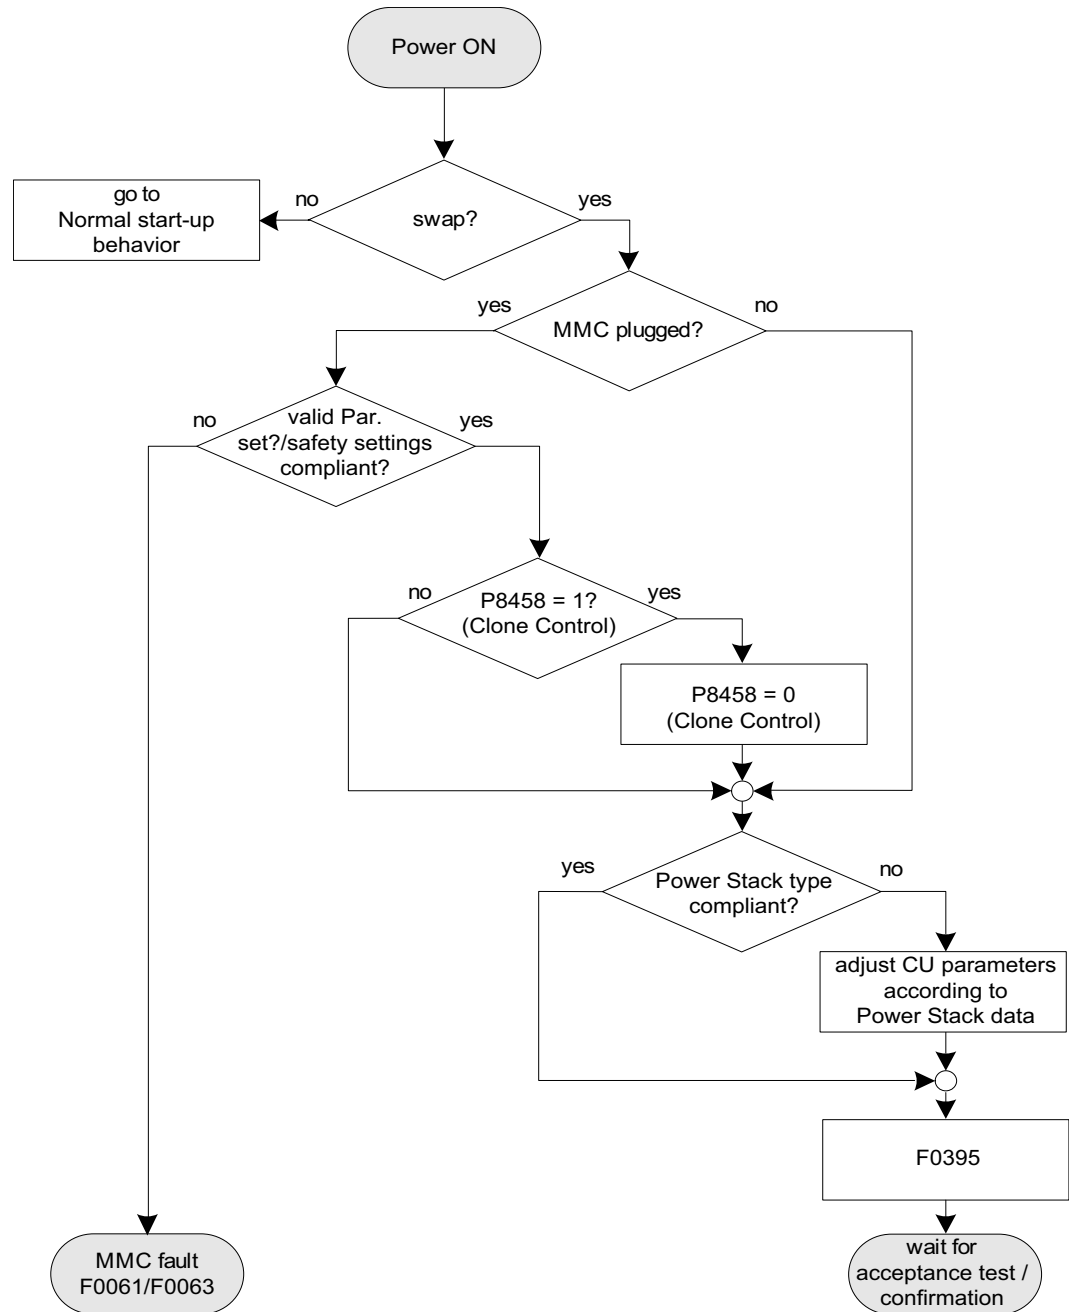 Power ON
swap?
no
yes
go to
Normal start-up
behavior
MMC plugged?
yes
no
valid Par.
set?/safety settings
compliant?
no
yes
P8458 = 1?
(Clone Control)
no
yes
P8458 = 0
(Clone Control)
Power Stack type
compliant?
yes
no
adjust CU parameters
according to
Power Stack data
F0395
MMC fault
F0061/F0063
wait for
acceptance test /
confirmation